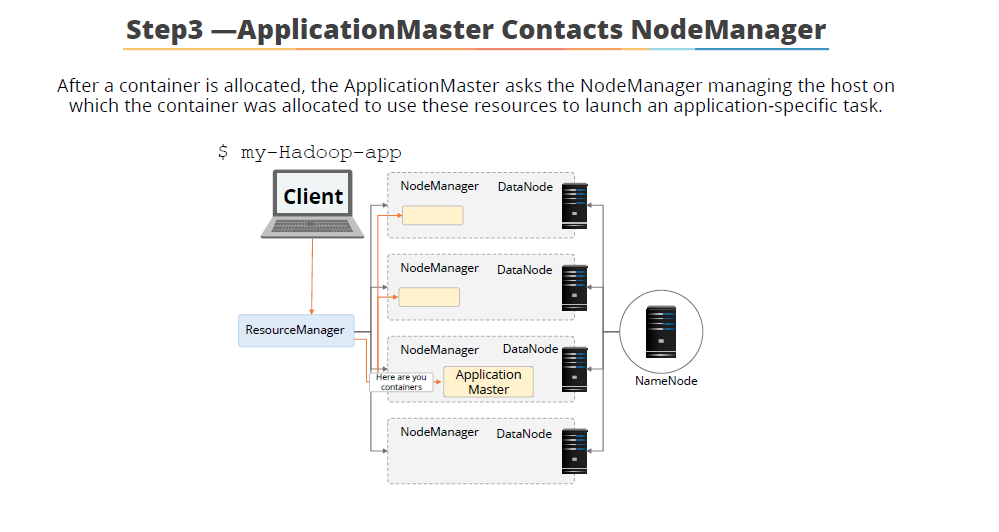 Step3 —ApplicationMaster Contacts NodeManager
After a container is allocated, the ApplicationMaster asks the NodeManager managing the host on
which the container was allocated to use these resources to launch an application-specific task.
$ my-Hadoop-app
Client
NodeManager DataNode
NodeManager DataNode
ResourceManager
NodeManager DataNode
Here are you
containers
Application
Master
NameNode
NodeManager DataNode